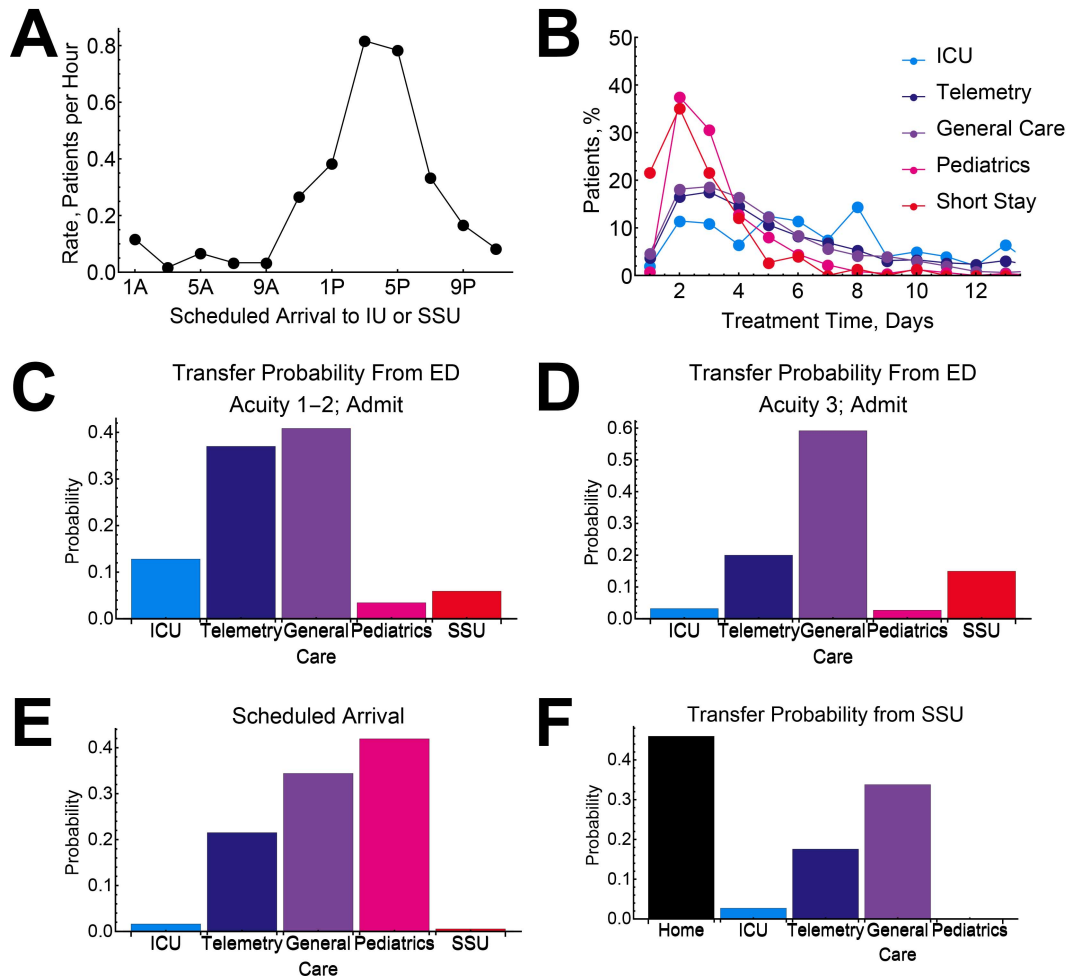 A
Rate, Patients per Hour
0.8
0.6
0.4
0.2
0.0
1A 5A 9A 1P 5P 9P
Scheduled Arrival to IU or SSU
B
Patients, %
50
40
30
20
10
0
2 4 6 8 10 12
Treatment Time, Days
ICU
Telemetry
General Care
Pediatrics
Short Stay
C
Transfer Probability From ED
Acuity 1–2; Admit
Probability
0.4
0.3
0.2
0.1
0.0
ICU Telemetry General Pediatrics SSU
Care
D
Transfer Probability From ED
Acuity 3; Admit
Probability
0.6
0.5
0.4
0.3
0.2
0.1
0.0
ICU Telemetry General Pediatrics SSU
Care
E
Scheduled Arrival
Probability
0.4
0.3
0.2
0.1
0.0
ICU Telemetry General Pediatrics SSU
Care
F
Transfer Probability from SSU
Probability
0.4
0.3
0.2
0.1
0.0
Home ICU Telemetry General Pediatrics
Care